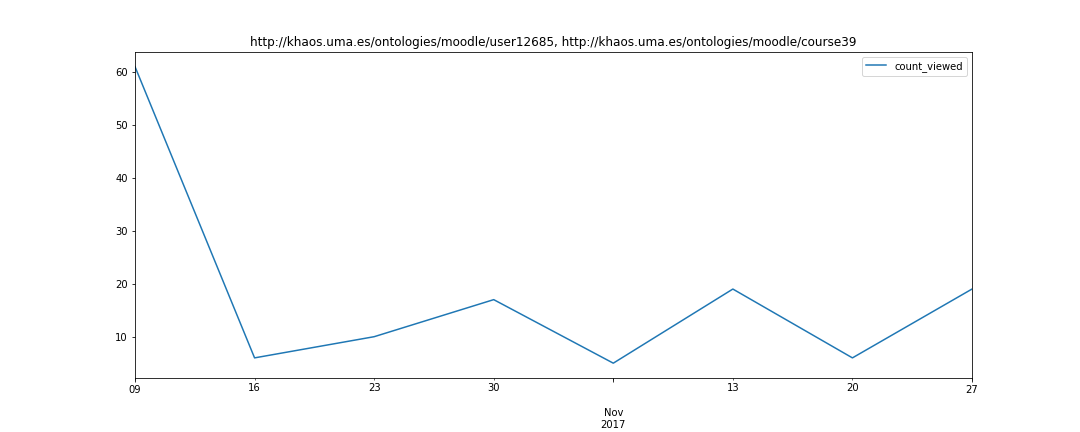 http://khaos.uma.es/ontologies/moodle/user12685, http://khaos.uma.es/ontologies/moodle/course39
count_viewed
60
50
40
30
20
10
09 16 23 30 13 20 27
Nov
2017